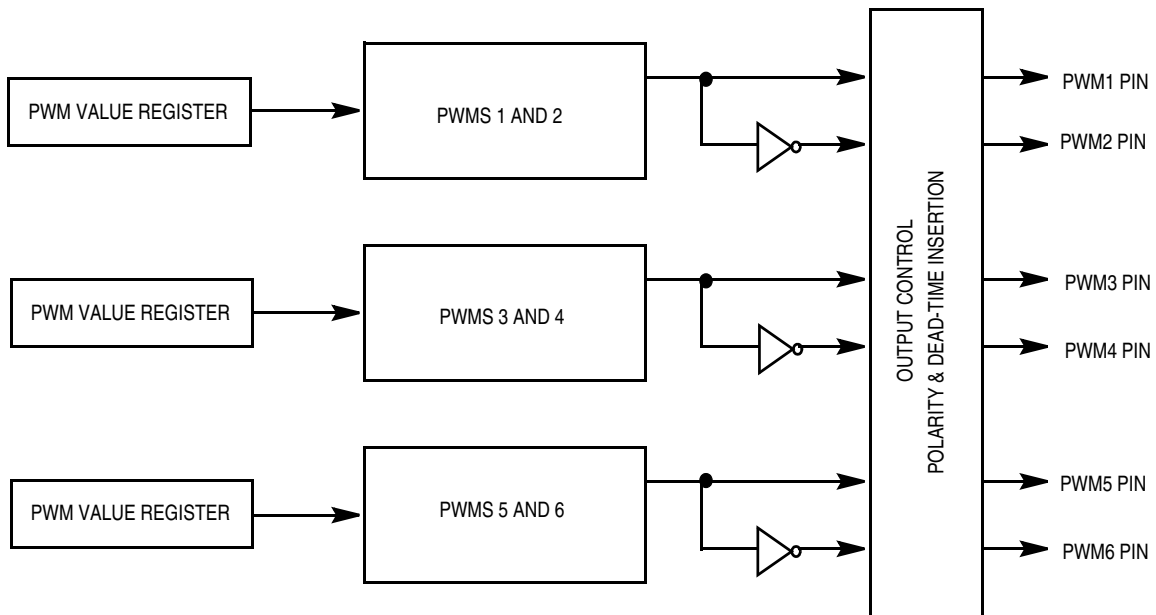 PWM VALUE REGISTER
PWMS 1 AND 2
PWM1 PIN
PWM2 PIN
PWM VALUE REGISTER
PWMS 3 AND 4
OUTPUT CONTROL
POLARITY & DEAD-TIME INSERTION
PWM3 PIN
PWM4 PIN
PWM VALUE REGISTER
PWMS 5 AND 6
PWM5 PIN
PWM6 PIN